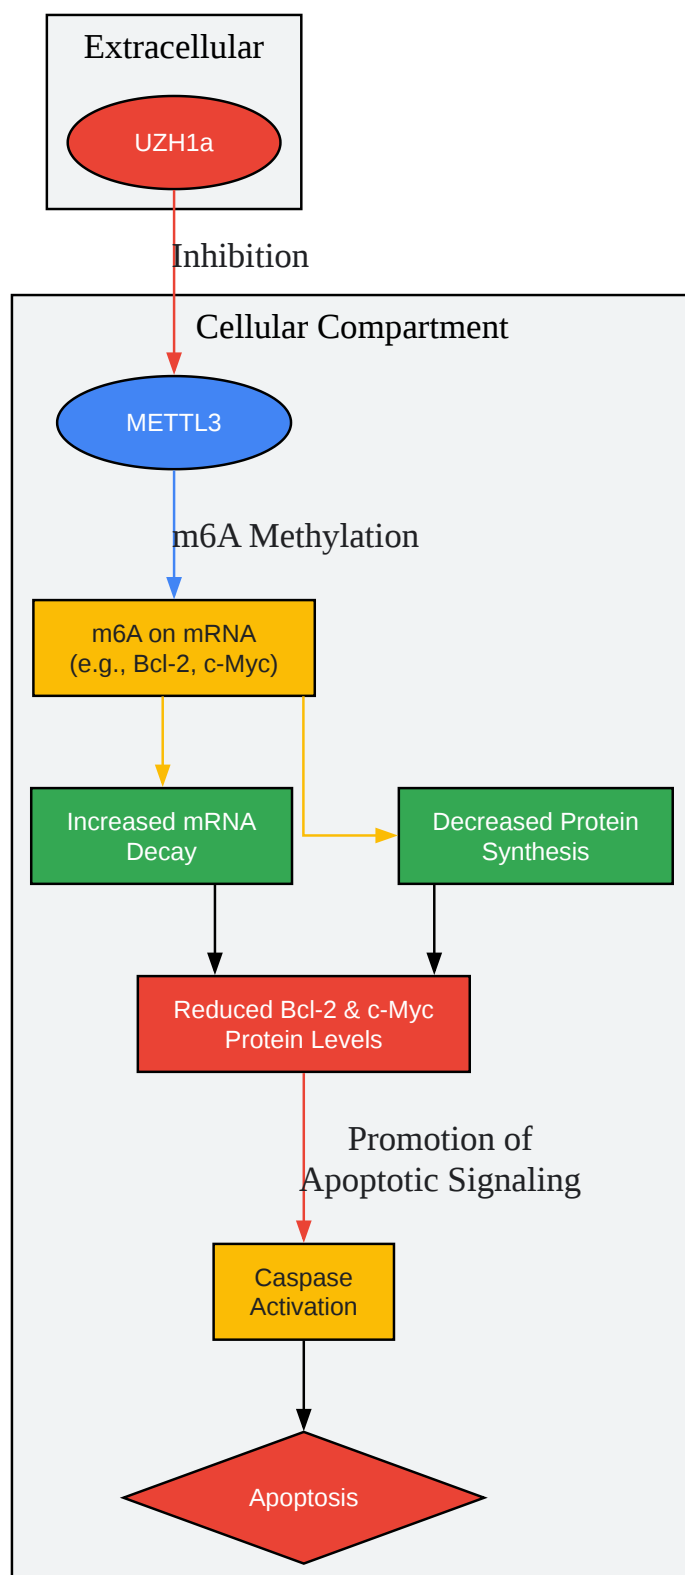 Extracellular
UZH1a
Inhibition
Cellular Compartment
METTL3
m6A Methylation
m6A on mRNA
(e.g., Bcl-2, c-Myc)
Increased mRNA
Decay
Decreased Protein
Synthesis
Reduced Bcl-2 & c-Myc
Protein Levels
Promotion of
Apoptotic Signaling
Caspase
Activation
Apoptosis